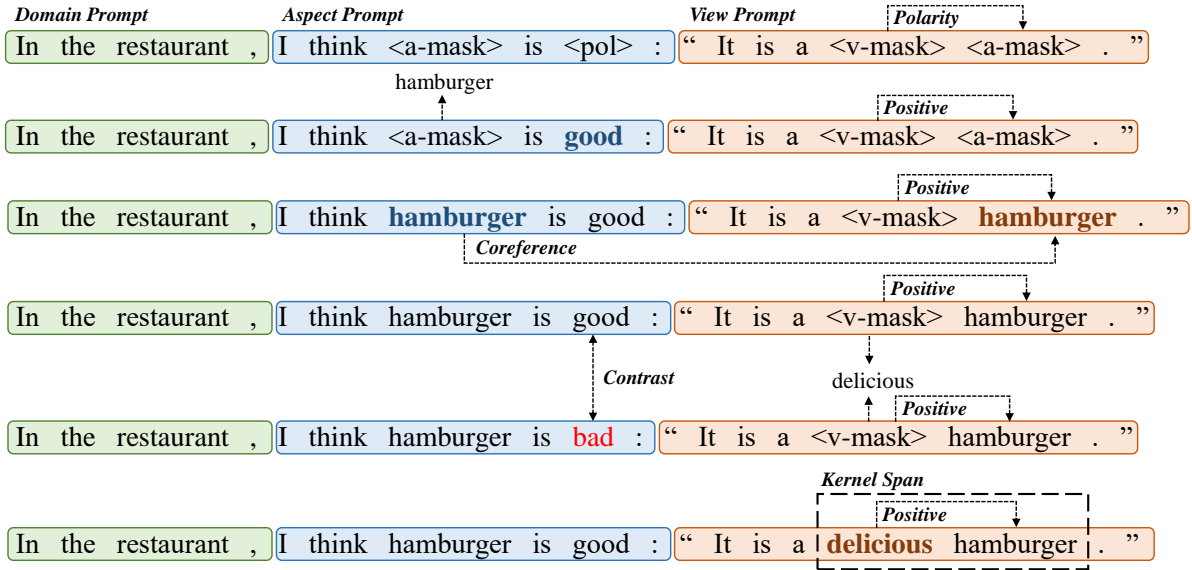 Domain Prompt Aspect Prompt View Prompt Polarity
In the restaurant , I think <a-mask> is <pol> : “ It is a <v-mask> <a-mask> . ”
hamburger
Positive
In the restaurant , I think <a-mask> is good : “ It is a <v-mask> <a-mask> . ”
Positive
In the restaurant , I think hamburger is good : “ It is a <v-mask> hamburger . ”
Coreference
Positive
In the restaurant , I think hamburger is good : “ It is a <v-mask> hamburger . ”
Contrast
delicious
Positive
In the restaurant , I think hamburger is bad : “ It is a <v-mask> hamburger . ”
Kernel Span
Positive
In the restaurant , I think hamburger is good : “ It is a delicious hamburger . ”